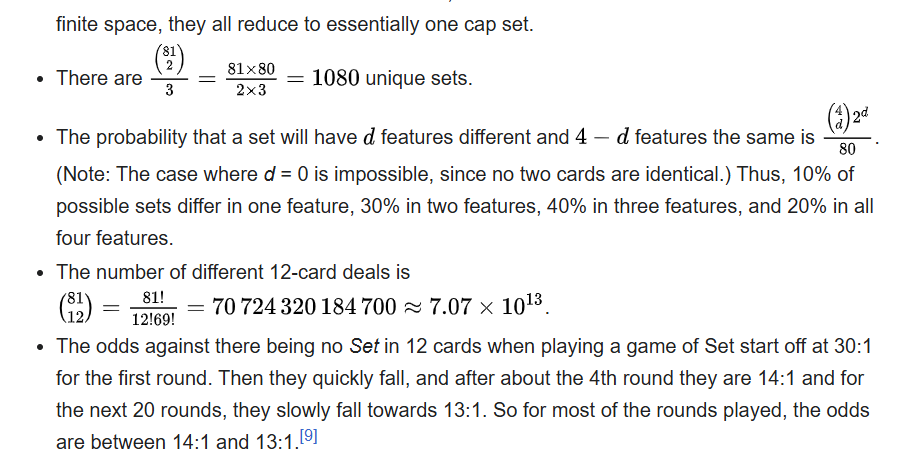 finite space, they all reduce to essentially one cap set.
• There are \frac{\binom{81}{2}}{3} = \frac{81×80}{2×3} = 1080 unique sets.
• The probability that a set will have d features different and 4 − d features the same is \frac{\binom{4}{d}2^d}{80}.
(Note: The case where d = 0 is impossible, since no two cards are identical.) Thus, 10% of
possible sets differ in one feature, 30% in two features, 40% in three features, and 20% in all
four features.
• The number of different 12-card deals is
\binom{81}{12} = \frac{81!}{12!69!} = 70 724 320 184 700 ≈ 7.07 × 10^{13}.
• The odds against there being no Set in 12 cards when playing a game of Set start off at 30:1
for the first round. Then they quickly fall, and after about the 4th round they are 14:1 and for
the next 20 rounds, they slowly fall towards 13:1. So for most of the rounds played, the odds
are between 14:1 and 13:1.[9]